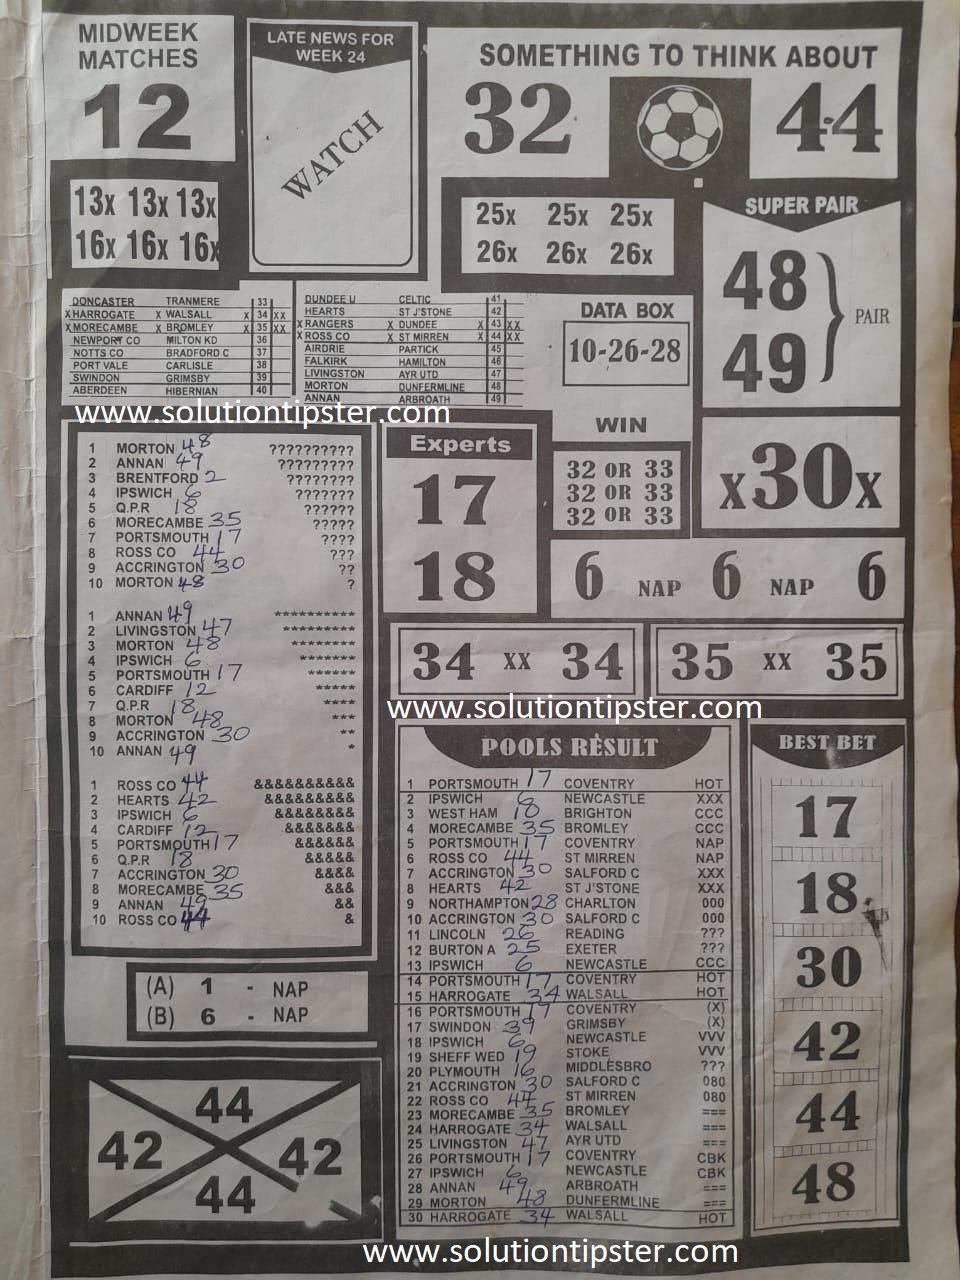 MIDWEEK
MATCHES
12
LATE NEWS FOR
WEEK 24
WATCH
SOMETHING TO THINK ABOUT
32 44
13x 13x 13x
16x 16x 16x
25x 25x 25x
26x 26x 26x
SUPER PAIR
48
49
PAIR
DONCASTER TRANMERE 33
X HARROGATE X WALSALL X 34 XX
X MORECAMBE X BROMLEY X 35 XX
NEWPORT CO MILTON KD 36
NOTTS CO BRADFORD C 37
PORT VALE CARLISLE 38
SWINDON GRIMSBY 39
ABERDEEN HIBERNIAN 40
DUNDEE U CELTIC 41
HEARTS ST J'STONE 42
X RANGERS X DUNDEE X 43 XX
X ROSS CO X ST MIRREN X 44 XX
AIRDRIE PARTICK 45
FALKIRK HAMILTON 46
LIVINGSTON AYR UTD 47
MORTON DUNFERMLINE 48
ANNAN ARBROATH 49
DATA BOX
10-26-28
www.solutiontipster.com
1 MORTON 48 ??????????
2 ANNAN 49 ?????????
3 BRENTFORD 2 ????????
4 IPSWICH 6 ???????
5 Q.P.R 18 ??????
6 MORECAMBE 35 ?????
7 PORTSMOUTH 17 ????
8 ROSS CO 44 ???
9 ACCRINGTON 30 ??
10 MORTON 48 ?
1 ANNAN 49 **********
2 LIVINGSTON 47 *********
3 MORTON 48 ********
4 IPSWICH 6 *******
5 PORTSMOUTH 17 ******
6 CARDIFF 12 *****
7 Q.P.R 18 ****
8 MORTON 48 ***
9 ACCRINGTON 30 **
10 ANNAN 49 *
1 ROSS CO 44 &&&&&&&&&&
2 HEARTS 42 &&&&&&&&&
3 IPSWICH 6 &&&&&&&&
4 CARDIFF 12 &&&&&&&
5 PORTSMOUTH 17 &&&&&&
6 Q.P.R 18 &&&&&
7 ACCRINGTON 30 &&&&
8 MORECAMBE 35 &&&
9 ANNAN 49 &&
10 ROSS CO 44 &
Experts
17
18
WIN
32 OR 33
32 OR 33
32 OR 33
x30x
6 NAP 6 NAP 6
34 XX 34
35 XX 35
www.solutiontipster.com
POOLS RESULT
1 PORTSMOUTH 17 COVENTRY HOT
2 IPSWICH 6 NEWCASTLE XXX
3 WEST HAM 18 BRIGHTON CCC
4 MORECAMBE 35 BROMLEY CCC
5 PORTSMOUTH 17 COVENTRY NAP
6 ROSS CO 44 ST MIRREN NAP
7 ACCRINGTON 30 SALFORD C XXX
8 HEARTS 42 ST J'STONE XXX
9 NORTHAMPTON 28 CHARLTON 000
10 ACCRINGTON 30 SALFORD C 000
11 LINCOLN 26 READING ???
12 BURTON A 25 EXETER ???
13 IPSWICH 6 NEWCASTLE CCC
14 PORTSMOUTH 17 COVENTRY HOT
15 HARROGATE 34 WALSALL HOT
16 PORTSMOUTH 17 COVENTRY (X)
17 SWINDON 39 GRIMSBY (X)
18 IPSWICH 6 NEWCASTLE VVV
19 SHEFF WED 19 STOKE VVV
20 PLYMOUTH 16 MIDDLESBRO ???
21 ACCRINGTON 30 SALFORD C 080
22 ROSS CO 44 ST MIRREN 080
23 MORECAMBE 35 BROMLEY ===
24 HARROGATE 34 WALSALL ===
25 LIVINGSTON 47 AYR UTD ===
26 PORTSMOUTH 17 COVENTRY CBK
27 IPSWICH 6 NEWCASTLE CBK
28 ANNAN 49 ARBROATH ===
29 MORTON 48 DUNFERMLINE ===
30 HARROGATE 34 WALSALL HOT
BEST BET
17
18
30
42
44
48
(A) 1 - NAP
(B) 6 - NAP
44
42 42
44
www.solutiontipster.com